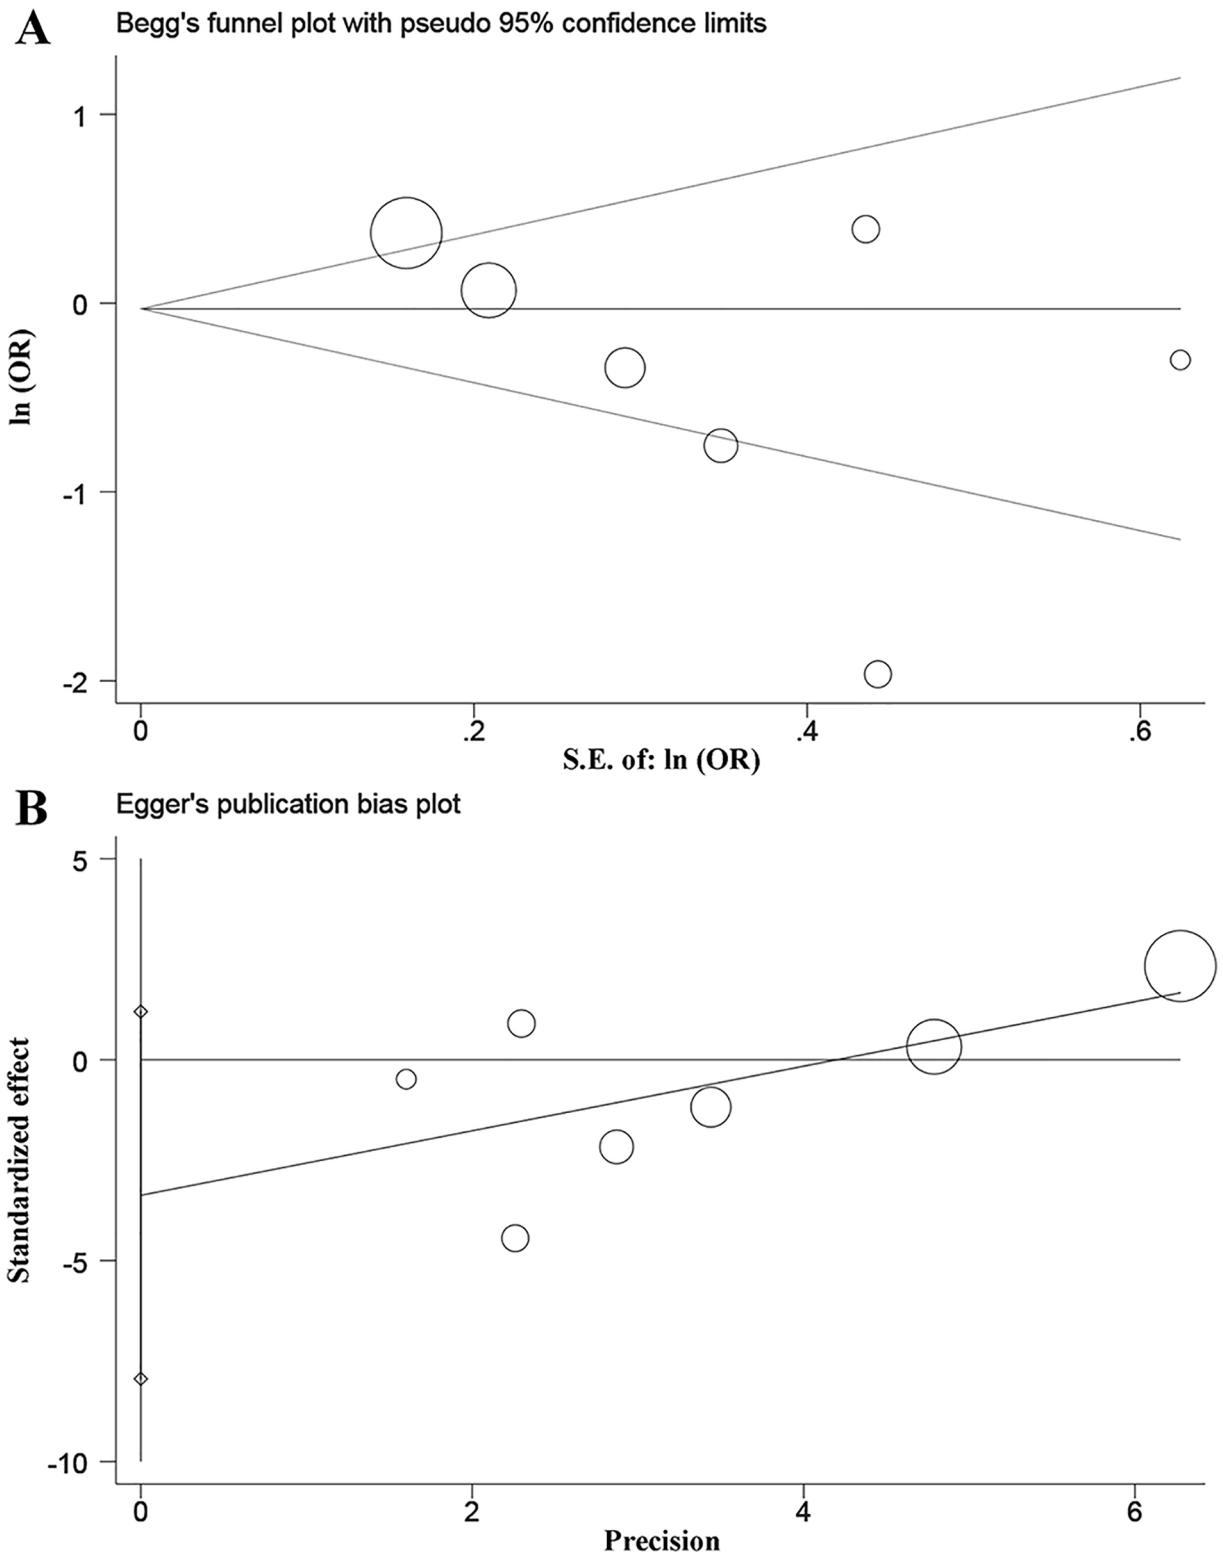 A
Begg's funnel plot with pseudo 95% confidence limits
1
0
-1
-2
ln (OR)
0 .2 .4 .6
S.E. of: ln (OR)
B
Egger's publication bias plot
5
0
-5
-10
Standardized effect
0 2 4 6
Precision